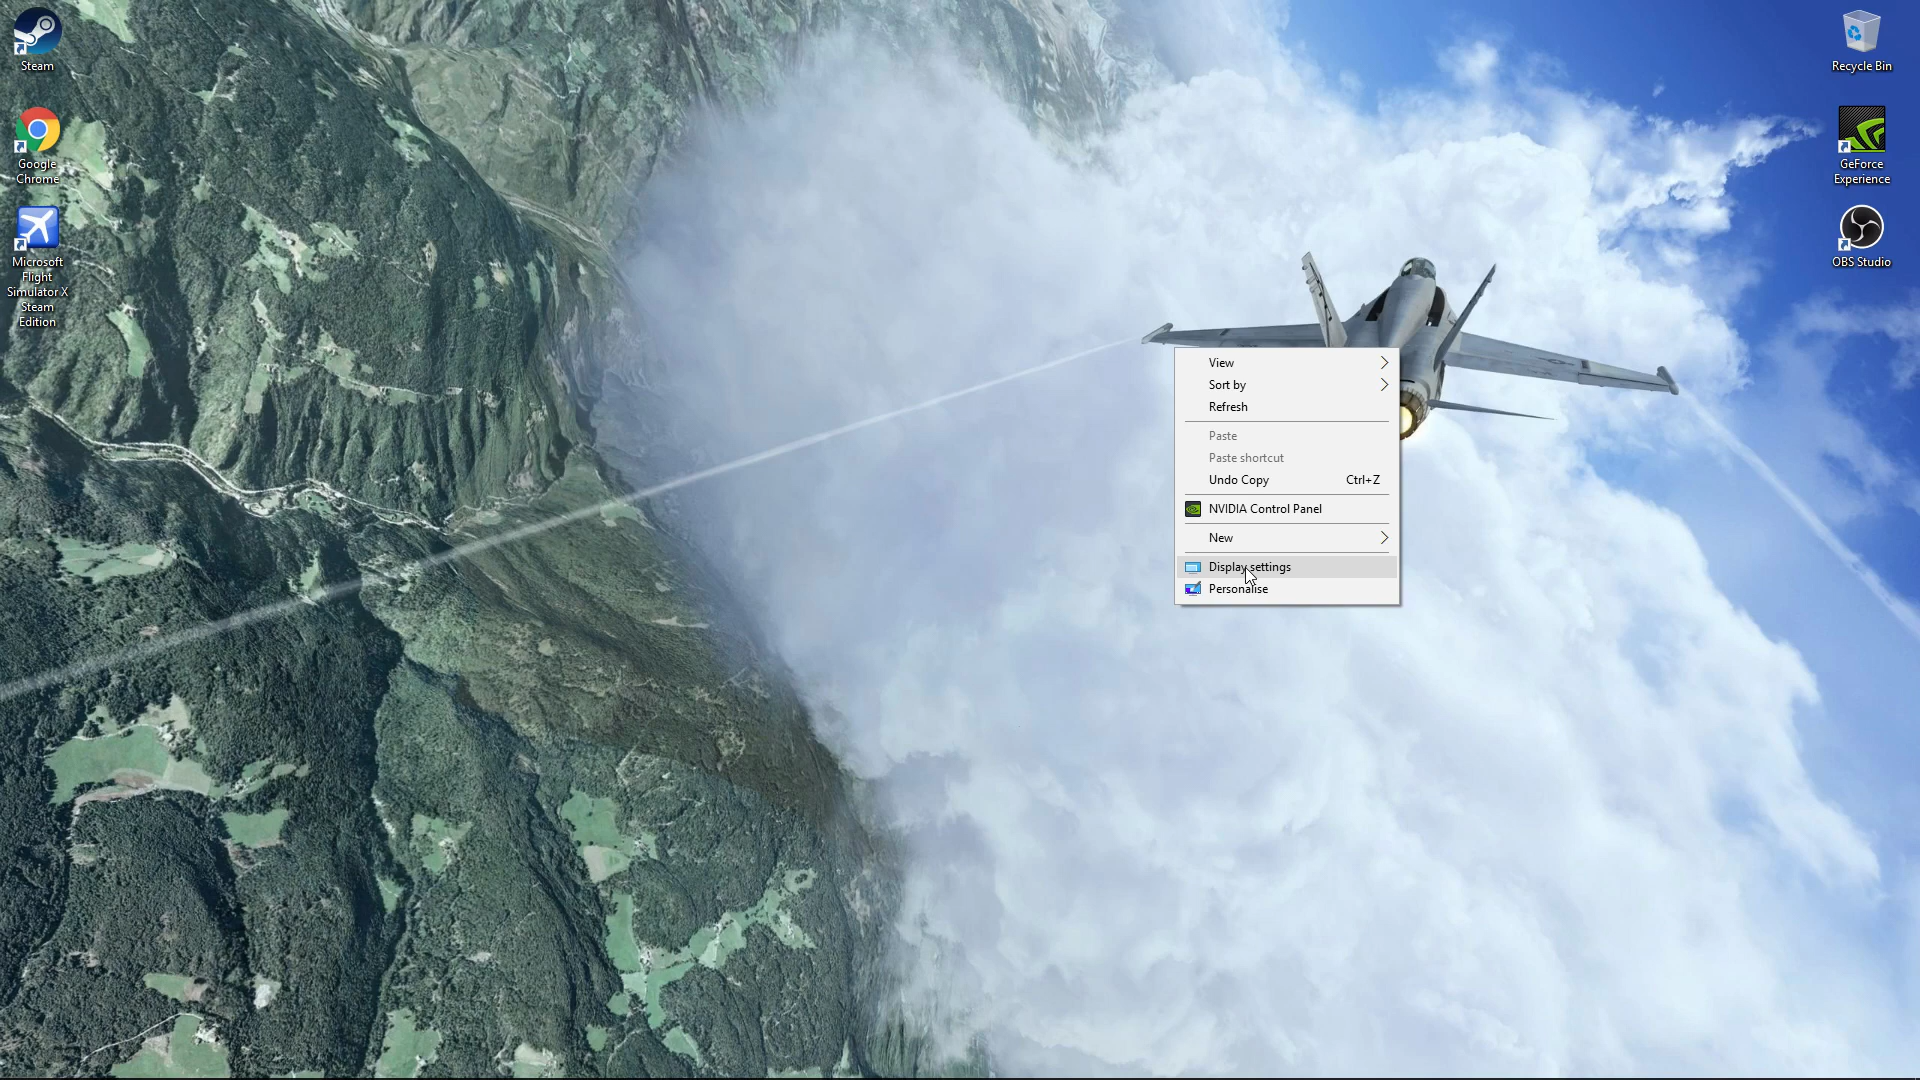 Steam
Google
Chrome
Microsoft
Flight
Simulator X
Steam
Edition
View
Sort by
Refresh
Paste
Paste shortcut
Undo Copy Ctrl+Z
NVIDIA Control Panel
New
Display settings
Personalise
Recycle Bin
GeForce
Experience
OBS Studio